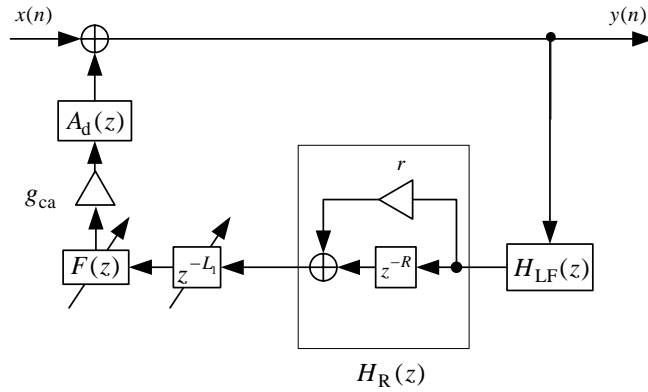 x(n)
y(n)
A_d(z)
r
g_ca
F(z)
z^{-L_1}
z^{-R}
H_LF(z)
H_R(z)